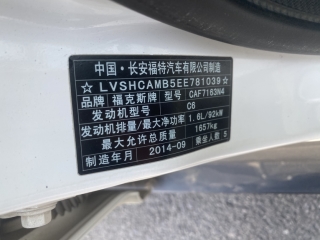 中国·长安福特汽车有限公司制造
☆LVSHCAMB5EE781039☆
品牌 福克斯牌 型号 CAF7163N4
发动机型号 C6
发动机排量/最大净功率 1.6L/92kW
最大允许总质量 1657kg
制造年月 2014-09 乘坐人数 5